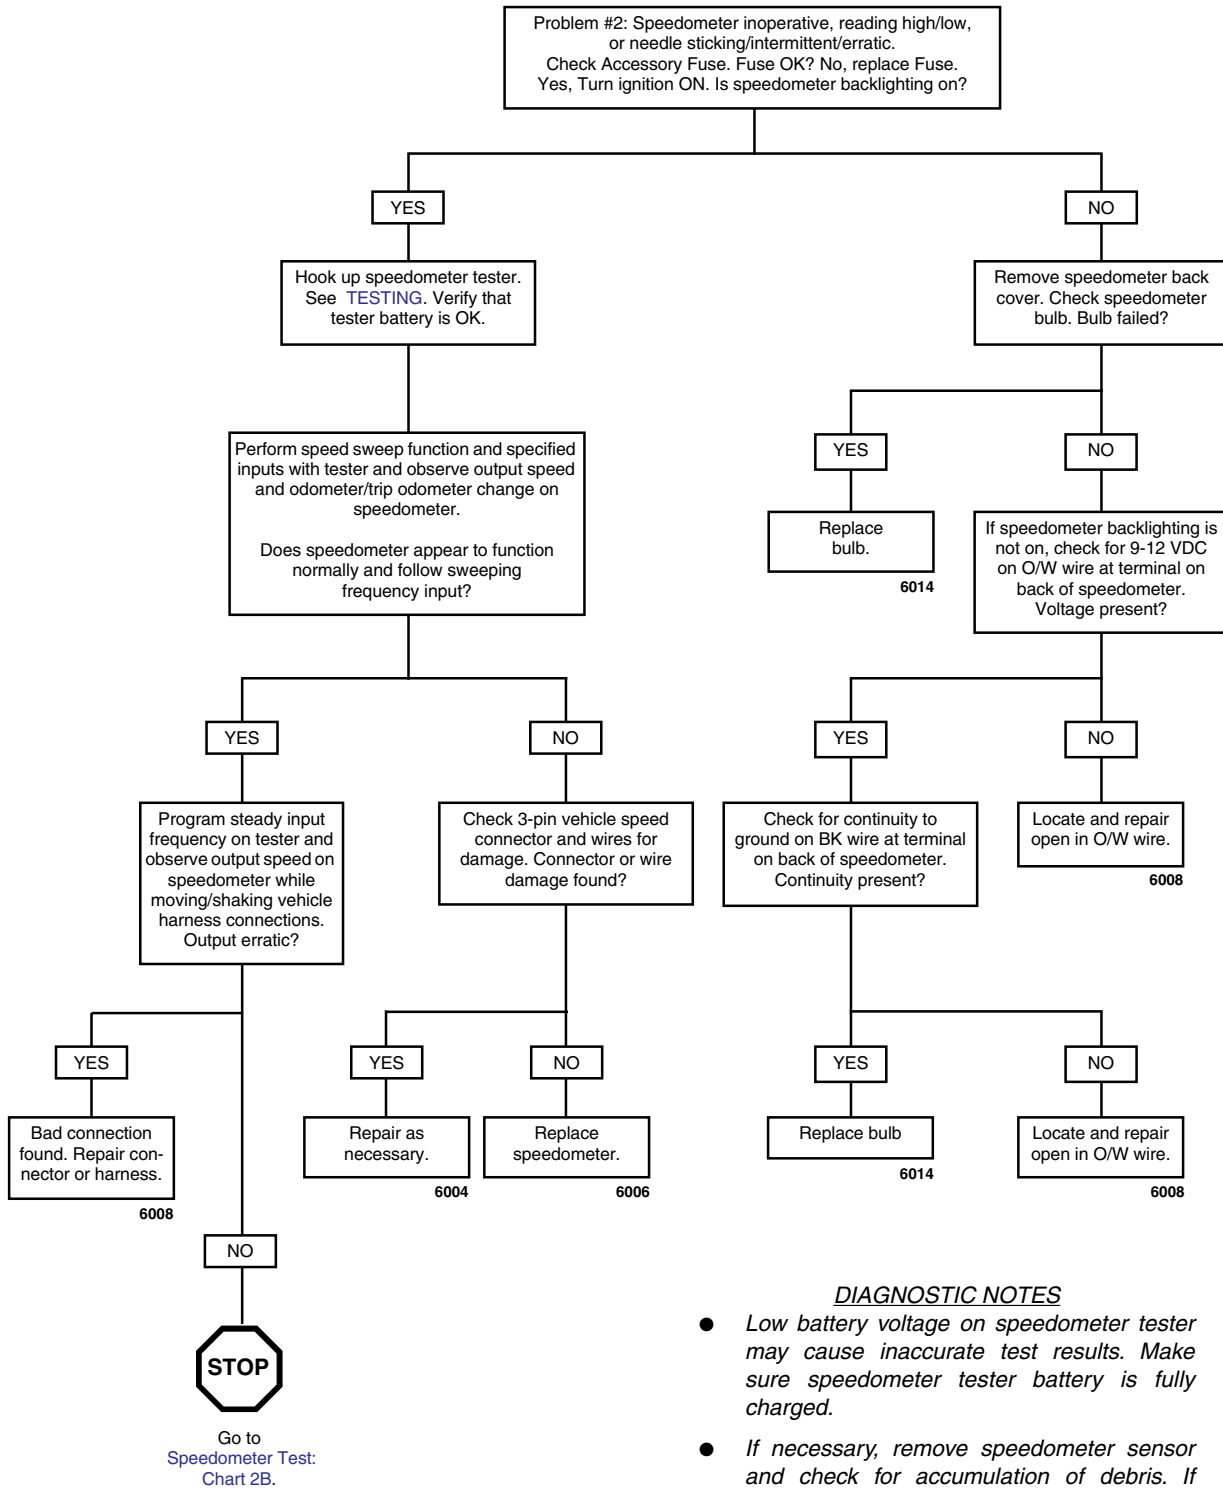 Problem #2: Speedometer inoperative, reading high/low,
or needle sticking/intermittent/erratic.
Check Accessory Fuse. Fuse OK? No, replace Fuse.
Yes, Turn ignition ON. Is speedometer backlighting on?
YES
NO
Hook up speedometer tester.
See TESTING. Verify that
tester battery is OK.
Remove speedometer back
cover. Check speedometer
bulb. Bulb failed?
Perform speed sweep function and specified
inputs with tester and observe output speed
and odometer/trip odometer change on
speedometer.
Does speedometer appear to function
normally and follow sweeping
frequency input?
YES
NO
Replace
bulb.
6014
If speedometer backlighting is
not on, check for 9-12 VDC
on O/W wire at terminal on
back of speedometer.
Voltage present?
YES
NO
YES
NO
Program steady input
frequency on tester and
observe output speed on
speedometer while
moving/shaking vehicle
harness connections.
Output erratic?
Check 3-pin vehicle speed
connector and wires for
damage. Connector or wire
damage found?
Check for continuity to
ground on BK wire at terminal
on back of speedometer.
Continuity present?
Locate and repair
open in O/W wire.
6008
YES
YES
NO
YES
NO
Bad connection
found. Repair con-
nector or harness.
6008
Repair as
necessary.
6004
Replace
speedometer.
6006
Replace bulb
6014
Locate and repair
open in O/W wire.
6008
NO
STOP
Go to
Speedometer Test:
Chart 2B.
DIAGNOSTIC NOTES
● Low battery voltage on speedometer tester
may cause inaccurate test results. Make
sure speedometer tester battery is fully
charged.
● If necessary, remove speedometer sensor
and check for accumulation of debris. If